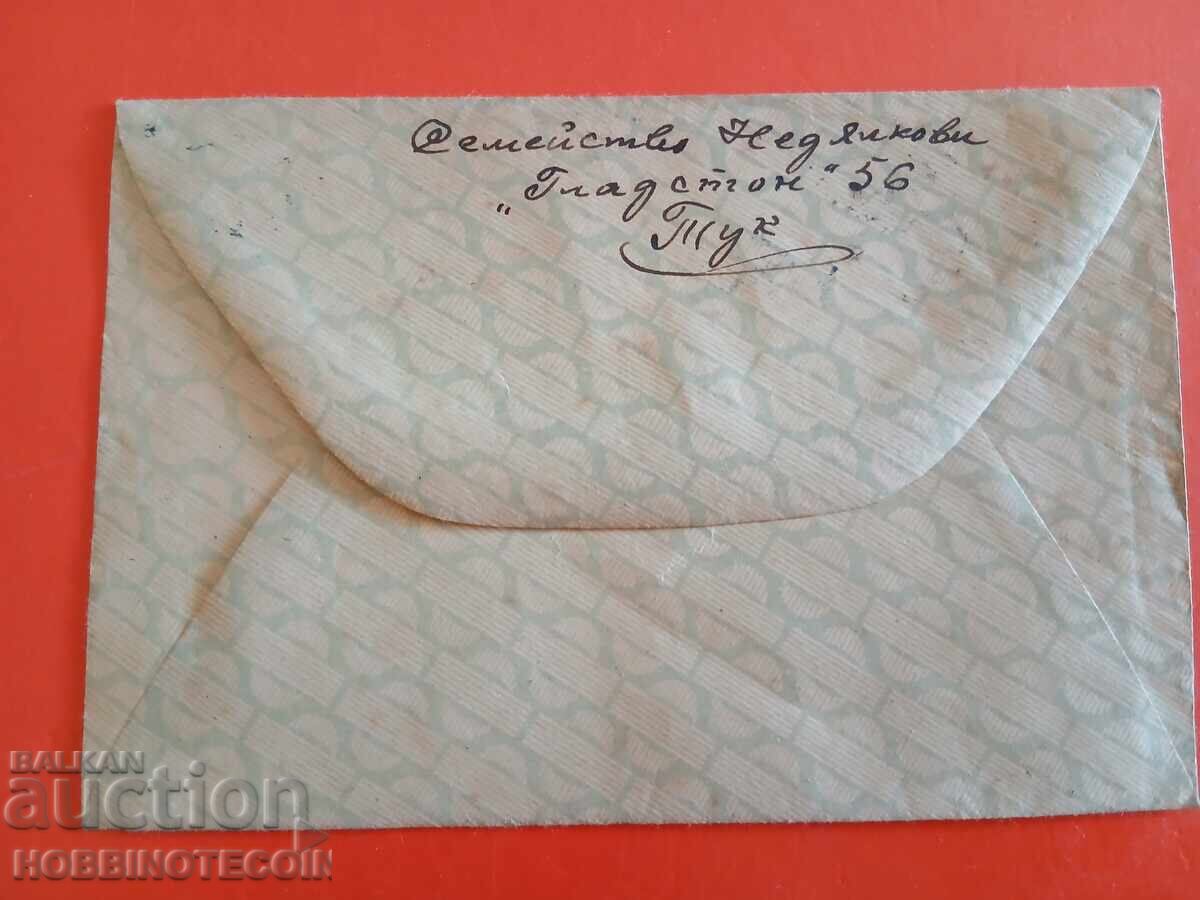 Семейство Недялкови
"Гладстон" 56
Тук
BALKAN
auction
HOBBINOTECOIN